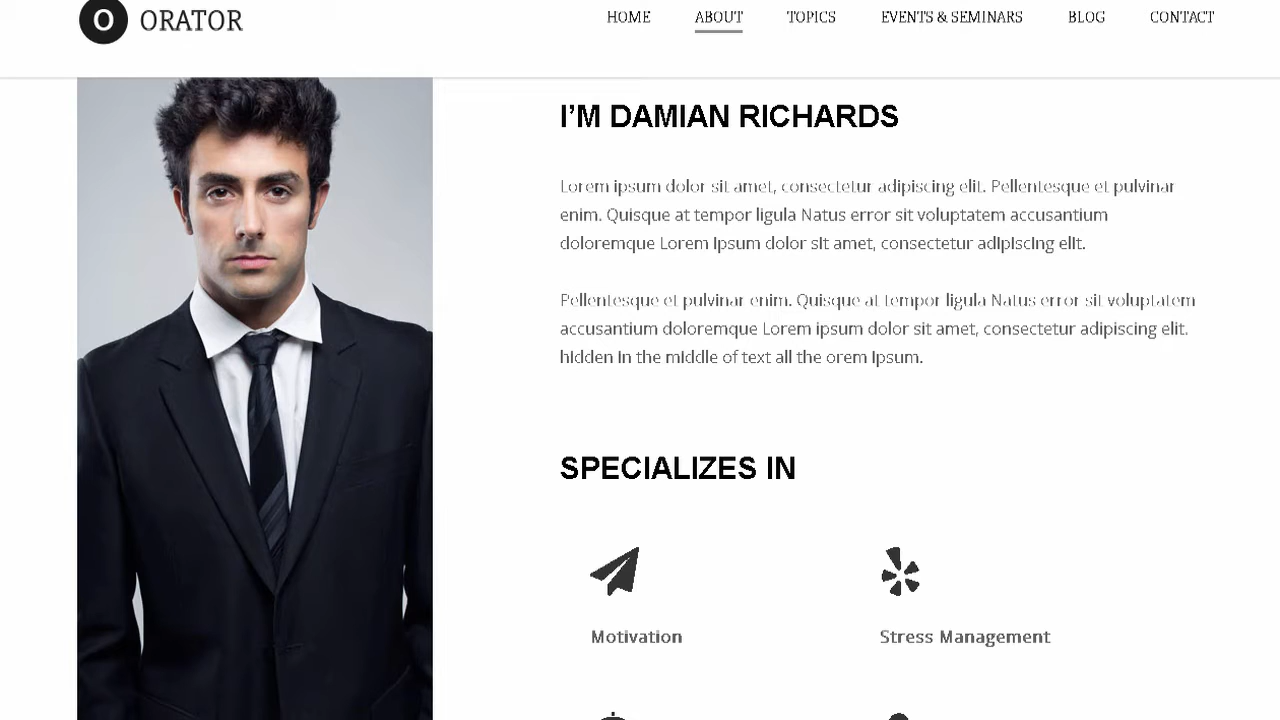 O ORATOR
HOME ABOUT TOPICS EVENTS & SEMINARS BLOG CONTACT
I’M DAMIAN RICHARDS
Lorem ipsum dolor sit amet, consectetur adipiscing elit. Pellentesque et pulvinar
enim. Quisque at tempor ligula Natus error sit voluptatem accusantium
doloremque Lorem ipsum dolor sit amet, consectetur adipiscing elit.
Pellentesque et pulvinar enim. Quisque at tempor ligula Natus error sit voluptatem
accusantium doloremque Lorem ipsum dolor sit amet, consectetur adipiscing elit.
hidden in the middle of text all the orem Ipsum.
SPECIALIZES IN
Motivation
Stress Management